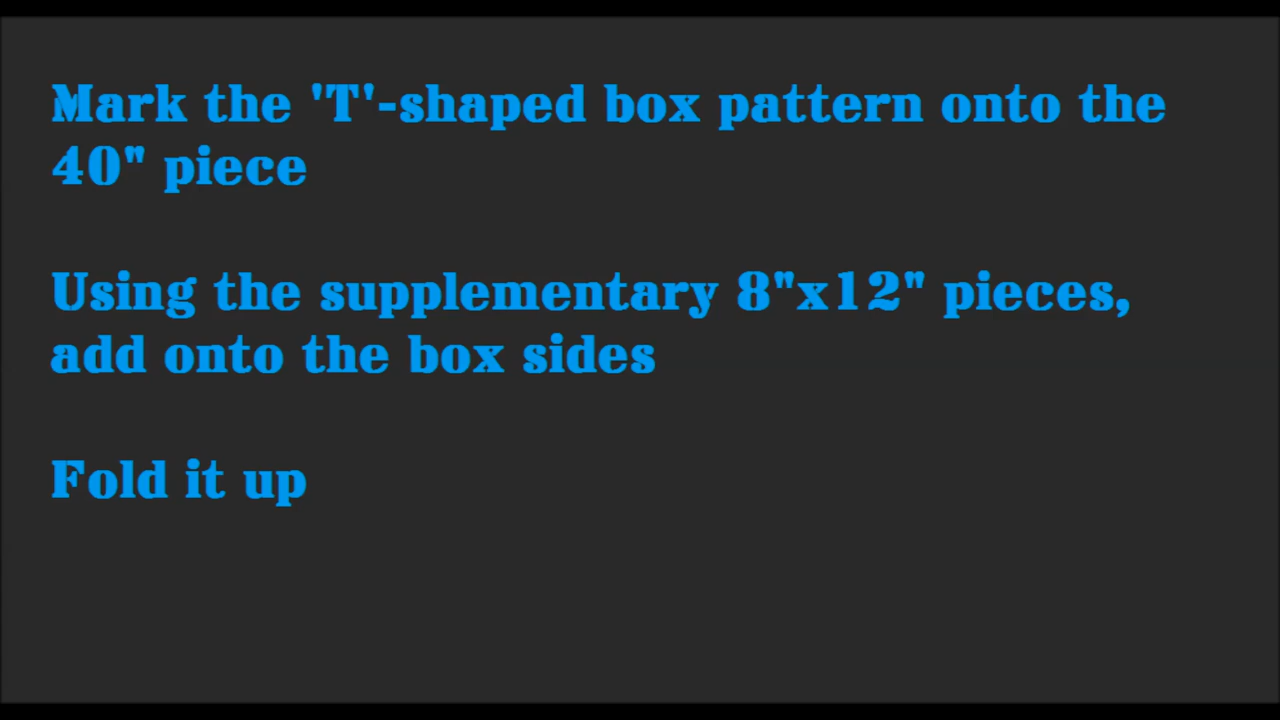 Mark the 'T'-shaped box pattern onto the
40" piece
Using the supplementary 8"x12" pieces,
add onto the box sides
Fold it up